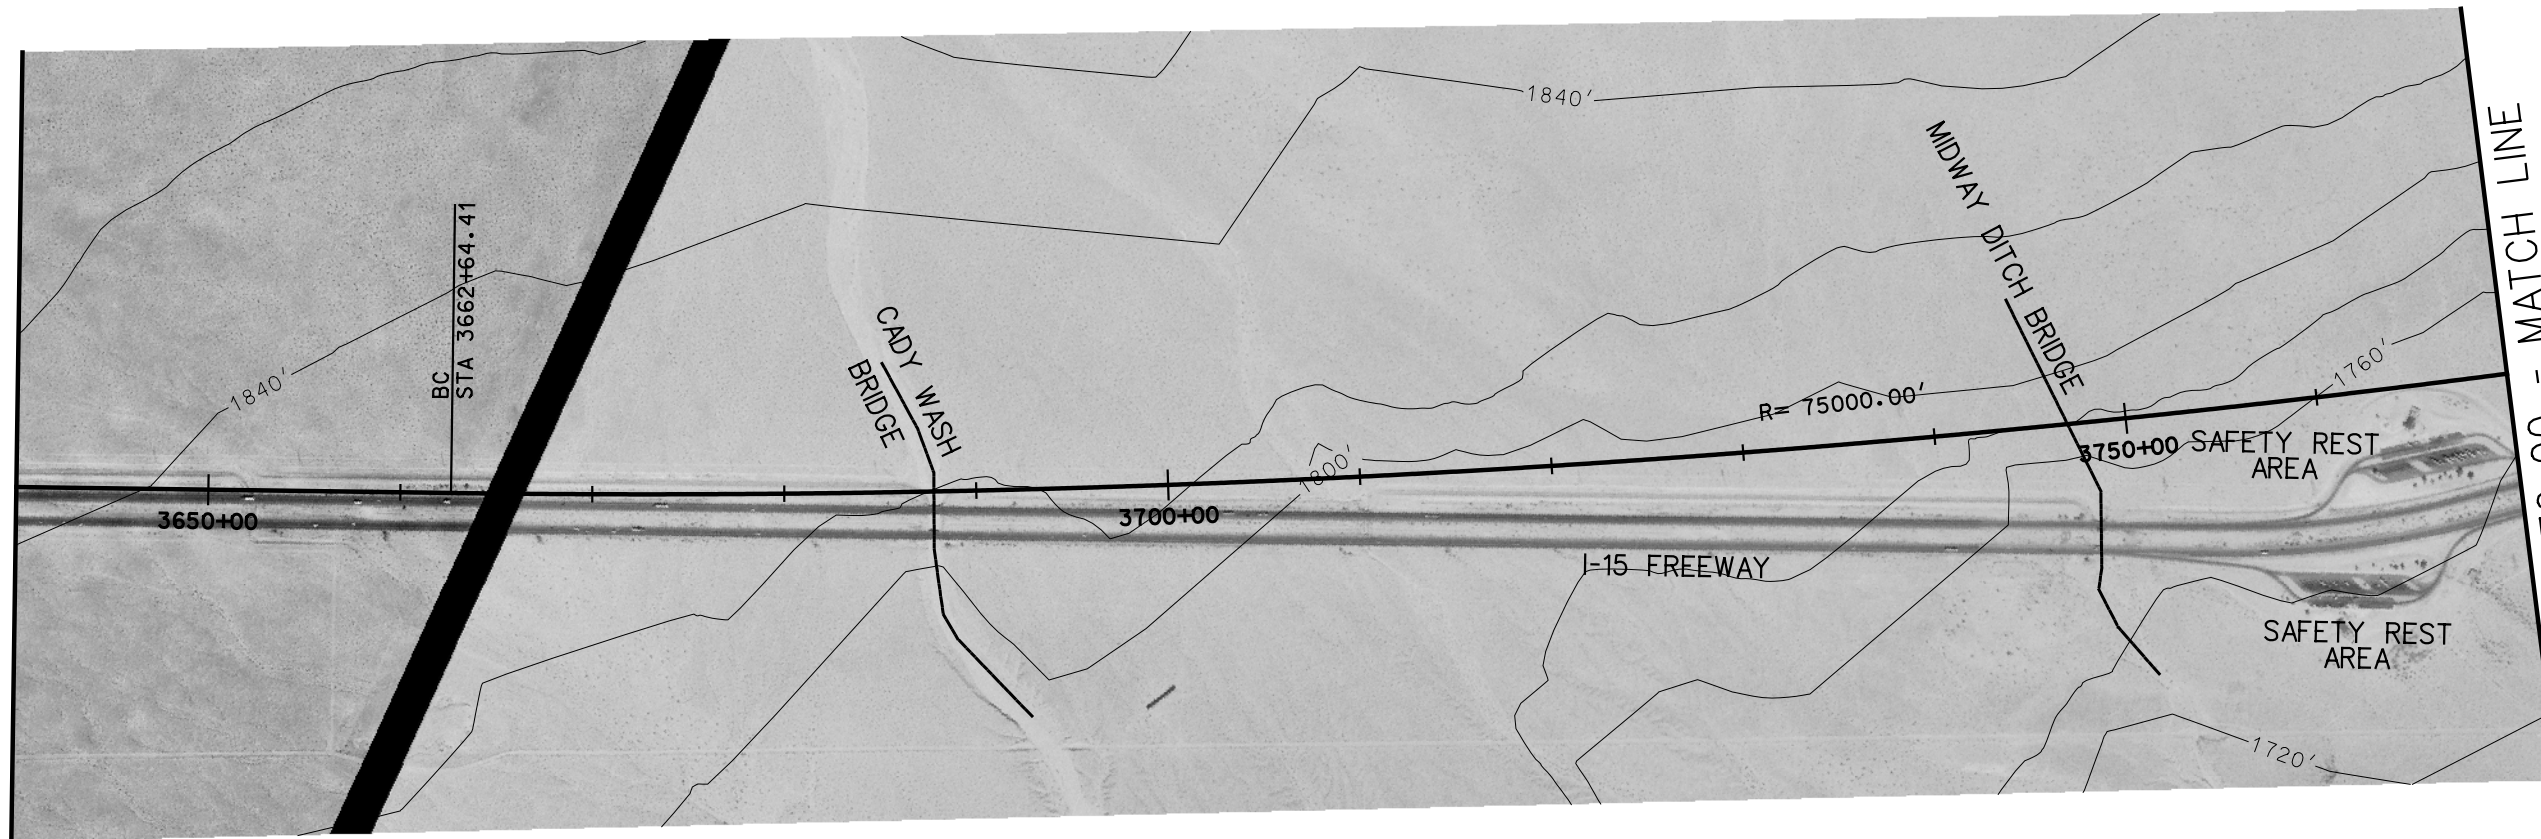 1840'
MIDWAY DITCH BRIDGE
MATCH LINE
BC
STA 3662+64.41
CADY WASH
BRIDGE
1840'
1760'
R= 75000.00'
1800'
3650+00
3700+00
3750+00
SAFETY REST
AREA
I-15 FREEWAY
SAFETY REST
AREA
1720'